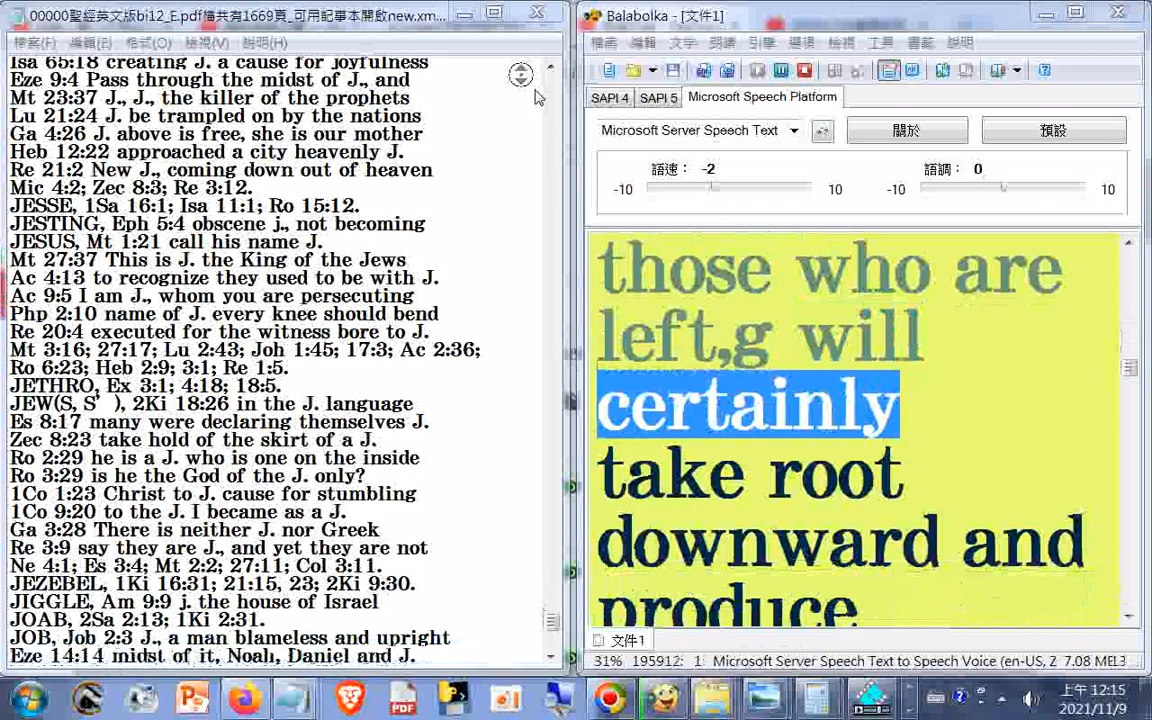 00000聖經英文版bi12_E.pdf檔共有1669頁_可用記事本開啟new.xm...
檔案(F) 編輯(E) 格式(O) 檢視(V) 說明(H)
Isa 65:18 creating J. a cause for joyfulness
Eze 9:4 Pass through the midst of J., and
Mt 23:37 J., J., the killer of the prophets
Lu 21:24 J. be trampled on by the nations
Ga 4:26 J. above is free, she is our mother
Heb 12:22 approached a city heavenly J.
Re 21:2 New J., coming down out of heaven
Mic 4:2; Zec 8:3; Re 3:12.
JESSE, 1Sa 16:1; Isa 11:1; Ro 15:12.
JESTING, Eph 5:4 obscene j., not becoming
JESUS, Mt 1:21 call his name J.
Mt 27:37 This is J. the King of the Jews
Ac 4:13 to recognize they used to be with J.
Ac 9:5 I am J., whom you are persecuting
Php 2:10 name of J. every knee should bend
Re 20:4 executed for the witness bore to J.
Mt 3:16; 27:17; Lu 2:43; Joh 1:45; 17:3; Ac 2:36;
Ro 6:23; Heb 2:9; 3:1; Re 1:5.
JETHRO, Ex 3:1; 4:18; 18:5.
JEW(S, S’), 2Ki 18:26 in the J. language
Es 8:17 many were declaring themselves J.
Zec 8:23 take hold of the skirt of a J.
Ro 2:29 he is a J. who is one on the inside
Ro 3:29 is he the God of the J. only?
1Co 1:23 Christ to J. cause for stumbling
1Co 9:20 to the J. I became as a J.
Ga 3:28 There is neither J. nor Greek
Re 3:9 say they are J., and yet they are not
Ne 4:1; Es 3:4; Mt 2:2; 27:11; Col 3:11.
JEZEBEL, 1Ki 16:31; 21:15, 23; 2Ki 9:30.
JIGGLE, Am 9:9 j. the house of Israel
JOAB, 2Sa 2:13; 1Ki 2:31.
JOB, Job 2:3 J., a man blameless and upright
Eze 14:14 midst of it, Noah, Daniel and J.
Balabolka - [文件1]
檔案 編輯 文字 朗讀 引擎 選項 檢視 工具 書籤 說明
SAPI 4 SAPI 5 Microsoft Speech Platform
Microsoft Server Speech Text 關於 預設
語速： -2 語調： 0
-10 10 -10 10
those who are
left,g will
certainly
take root
downward and
produce
文件1
31% 195912: 1 Microsoft Server Speech Text to Speech Voice (en-US, Z 7.08 MEL3
上午 12:15
2021/11/9